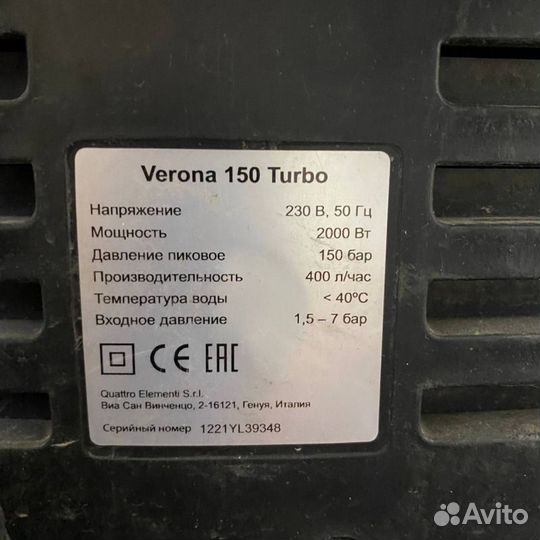 Verona 150 Turbo
Напряжение 230 В, 50 Гц
Мощность 2000 Вт
Давление пиковое 150 бар
Производительность 400 л/час
Температура воды < 40ºC
Входное давление 1,5 – 7 бар
CE EAC
Quattro Elementi S.r.l.
Виа Сан Винченцо, 2-16121, Генуя, Италия
Серийный номер 1221YL39348
Avito